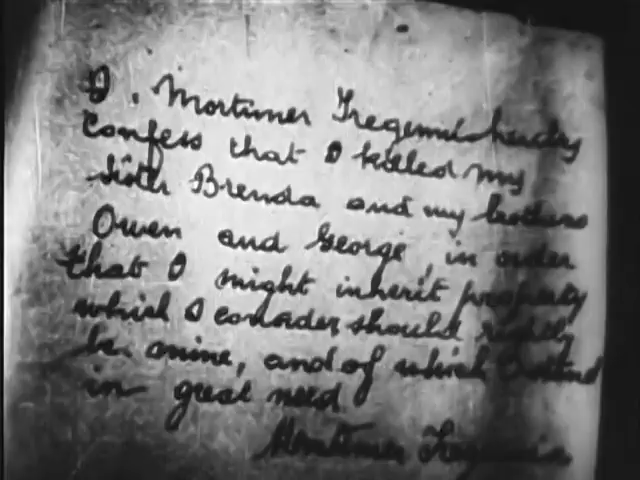 I, Mortimer Tregennis hereby
confess that I killed my
sister Brenda and my brothers
Owen and George, in order
that I might inherit property
which I consider should rightly
be mine, and of which I stand
in great need
Mortimer Tregennis